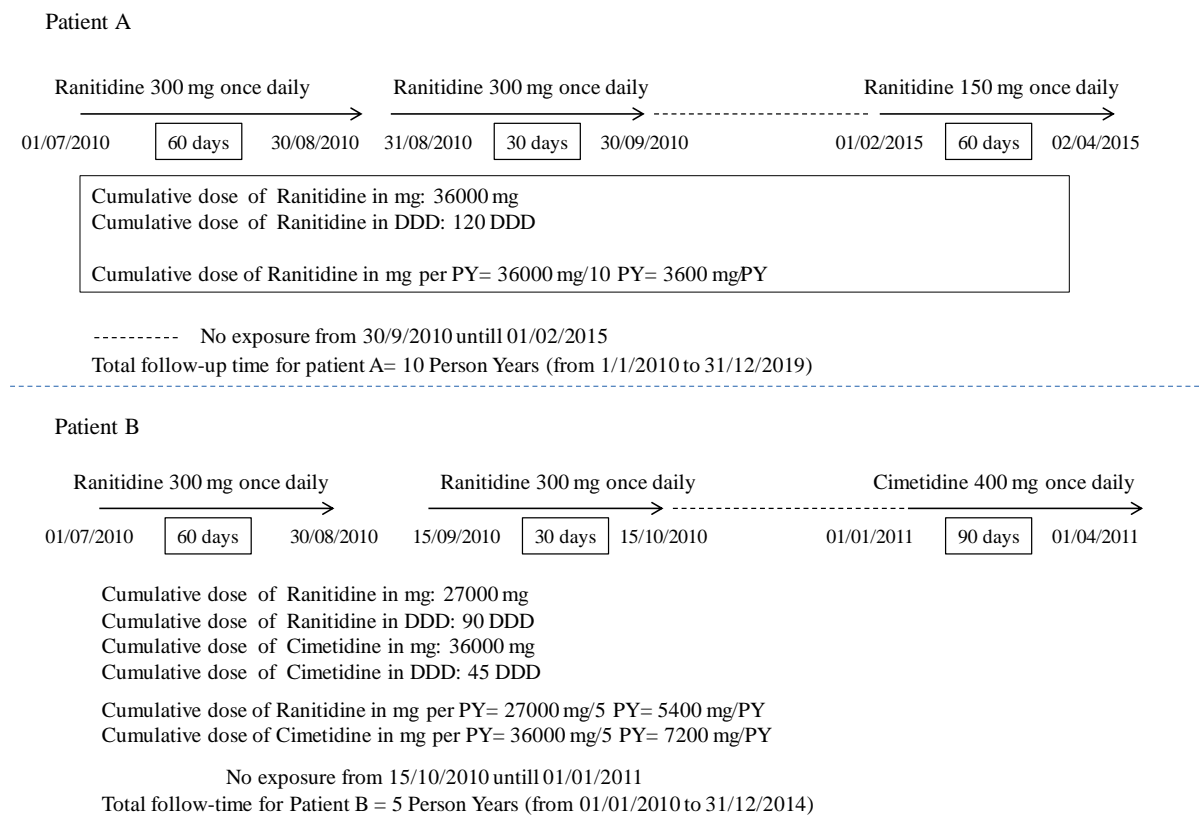 Patient A
Ranitidine 300 mg once daily Ranitidine 300 mg once daily Ranitidine 150 mg once daily
01/07/2010 60 days 30/08/2010 31/08/2010 30 days 30/09/2010 01/02/2015 60 days 02/04/2015
Cumulative dose of Ranitidine in mg: 36000 mg
Cumulative dose of Ranitidine in DDD: 120 DDD
Cumulative dose of Ranitidine in mg per PY= 36000 mg/10 PY= 3600 mg/PY
---------- No exposure from 30/9/2010 untill 01/02/2015
Total follow-up time for patient A= 10 Person Years (from 1/1/2010 to 31/12/2019)
Patient B
Ranitidine 300 mg once daily Ranitidine 300 mg once daily Cimetidine 400 mg once daily
01/07/2010 60 days 30/08/2010 15/09/2010 30 days 15/10/2010 01/01/2011 90 days 01/04/2011
Cumulative dose of Ranitidine in mg: 27000 mg
Cumulative dose of Ranitidine in DDD: 90 DDD
Cumulative dose of Cimetidine in mg: 36000 mg
Cumulative dose of Cimetidine in DDD: 45 DDD
Cumulative dose of Ranitidine in mg per PY= 27000 mg/5 PY= 5400 mg/PY
Cumulative dose of Cimetidine in mg per PY= 36000 mg/5 PY= 7200 mg/PY
No exposure from 15/10/2010 untill 01/01/2011
Total follow-time for Patient B = 5 Person Years (from 01/01/2010 to 31/12/2014)